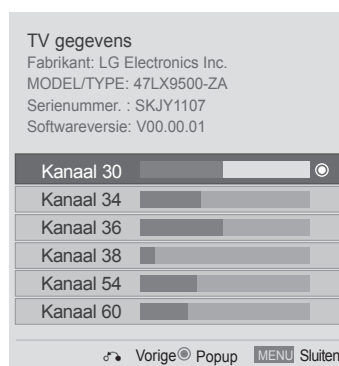 TV gegevens
Fabrikant: LG Electronics Inc.
MODEL/TYPE: 47LX9500-ZA
Serienummer. : SKJY1107
Softwareversie: V00.00.01
Kanaal 30
Kanaal 34
Kanaal 36
Kanaal 38
Kanaal 54
Kanaal 60
Vorige Popup MENU Sluiten